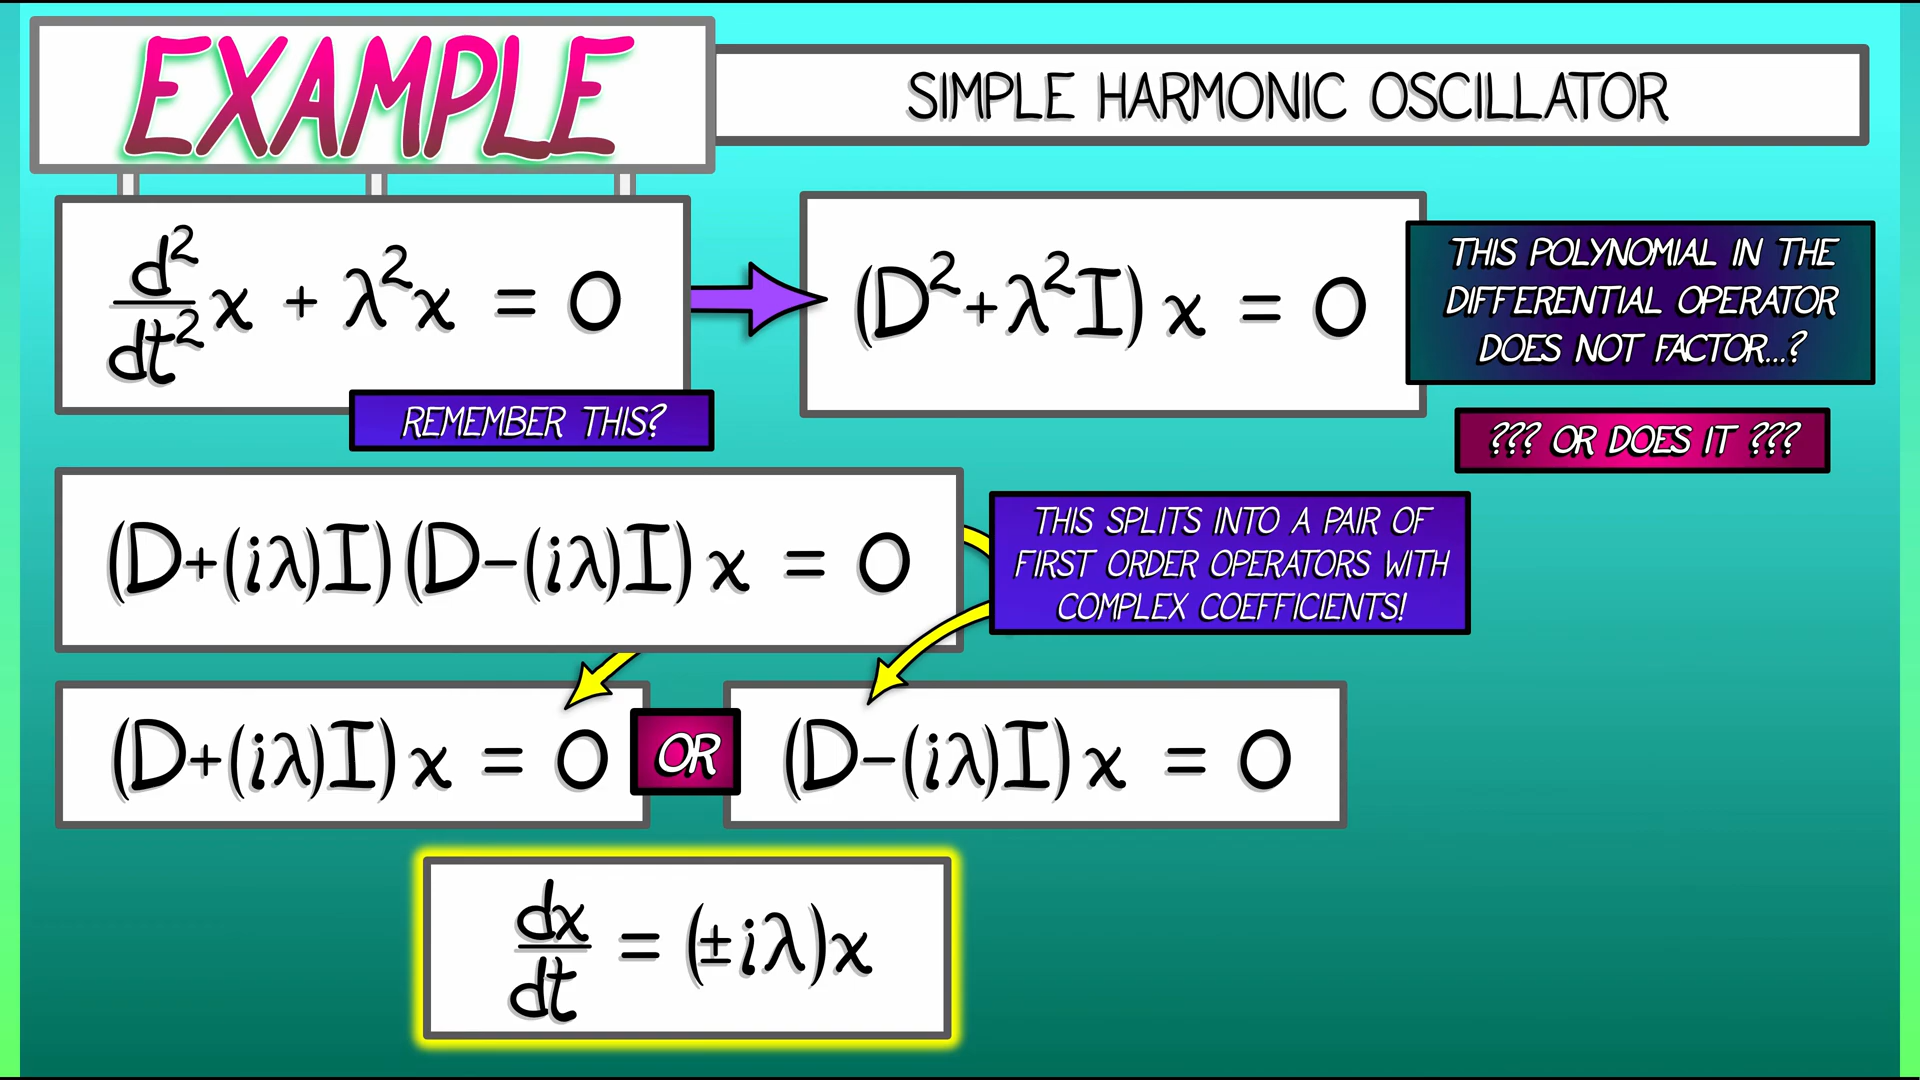 EXAMPLE
SIMPLE HARMONIC OSCILLATOR
d²/dt² x + λ²x = 0
(D²+λ²I) x = 0
THIS POLYNOMIAL IN THE
DIFFERENTIAL OPERATOR
DOES NOT FACTOR...?
REMEMBER THIS?
??? OR DOES IT ???
(D+(iλ)I)(D-(iλ)I) x = 0
THIS SPLITS INTO A PAIR OF
FIRST ORDER OPERATORS WITH
COMPLEX COEFFICIENTS!
(D+(iλ)I) x = 0
OR
(D-(iλ)I) x = 0
dx/dt = (±iλ)x